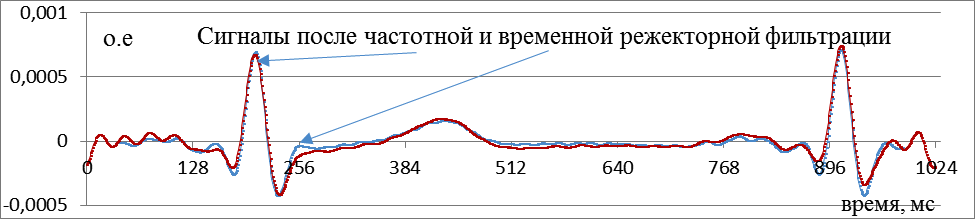 0,001
о.е
Сигналы после частотной и временной режекторной фильтрации
0,0005
0
0 128 256 384 512 640 768 896 1024
-0,0005
время, мс